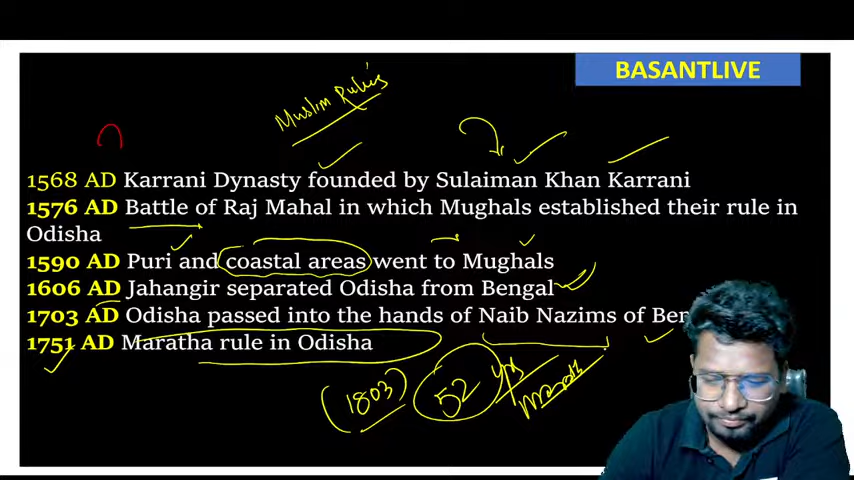 BASANTLIVE
Muslim Rulers
1568 AD Karrani Dynasty founded by Sulaiman Khan Karrani
1576 AD Battle of Raj Mahal in which Mughals established their rule in
Odisha
1590 AD Puri and coastal areas went to Mughals
1606 AD Jahangir separated Odisha from Bengal
1703 AD Odisha passed into the hands of Naib Nazims of Ben
1751 AD Maratha rule in Odisha
(1803) 52 yrs